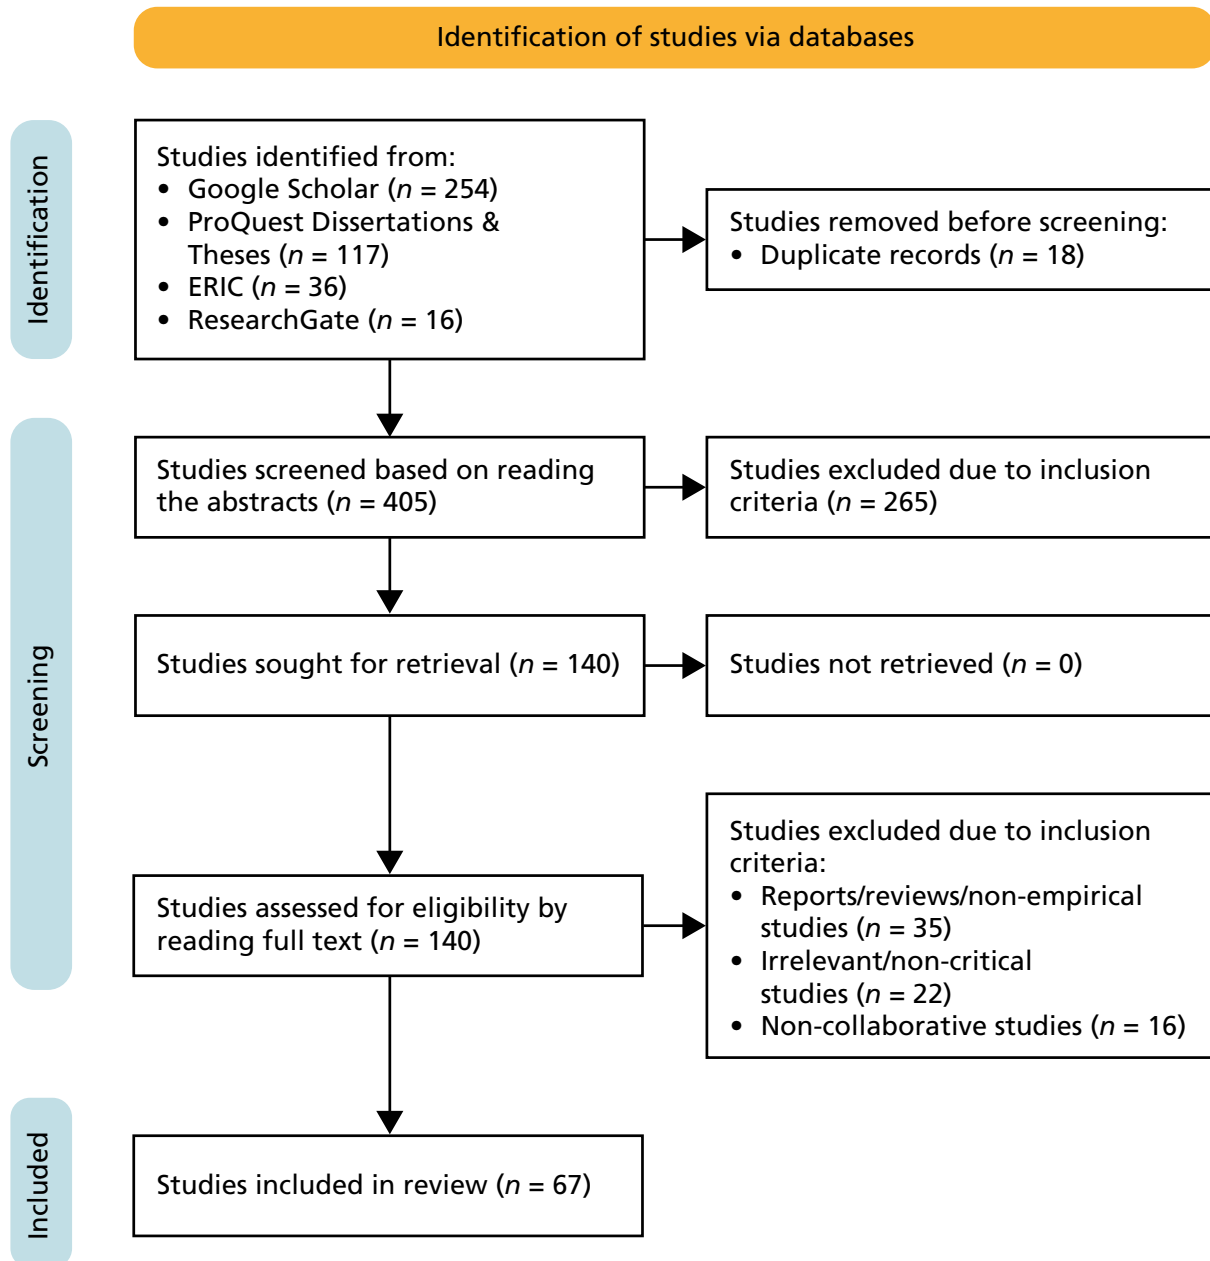 Identification of studies via databases
Identification
Studies identified from:
• Google Scholar (n = 254)
• ProQuest Dissertations &
Theses (n = 117)
• ERIC (n = 36)
• ResearchGate (n = 16)
Studies removed before screening:
• Duplicate records (n = 18)
Screening
Studies screened based on reading
the abstracts (n = 405)
Studies excluded due to inclusion
criteria (n = 265)
Studies sought for retrieval (n = 140)
Studies not retrieved (n = 0)
Studies assessed for eligibility by
reading full text (n = 140)
Studies excluded due to inclusion
criteria:
• Reports/reviews/non-empirical
studies (n = 35)
• Irrelevant/non-critical
studies (n = 22)
• Non-collaborative studies (n = 16)
Included
Studies included in review (n = 67)